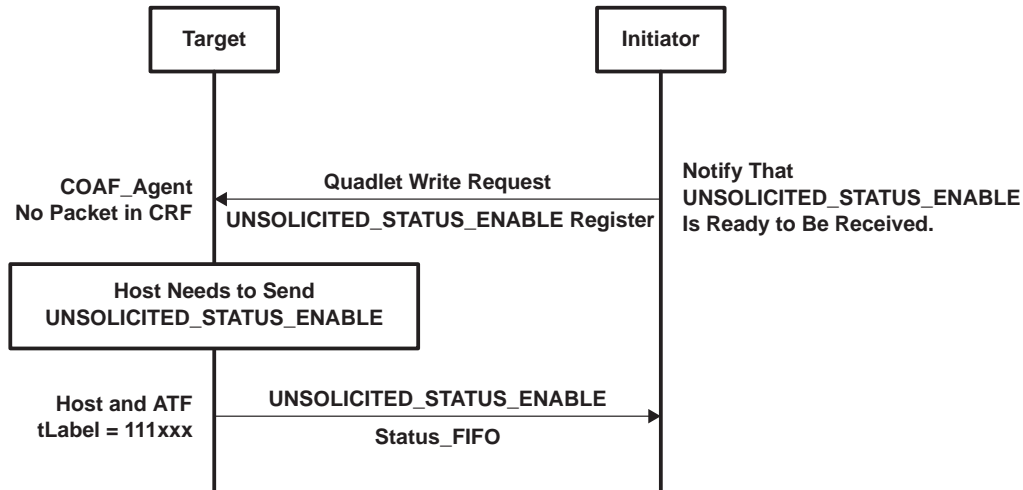 Target
Initiator
COAF_Agent
No Packet in CRF
Quadlet Write Request
UNSOLICITED_STATUS_ENABLE Register
Notify That
UNSOLICITED_STATUS_ENABLE
Is Ready to Be Received.
Host Needs to Send
UNSOLICITED_STATUS_ENABLE
Host and ATF
tLabel = 111xxx
UNSOLICITED_STATUS_ENABLE
Status_FIFO